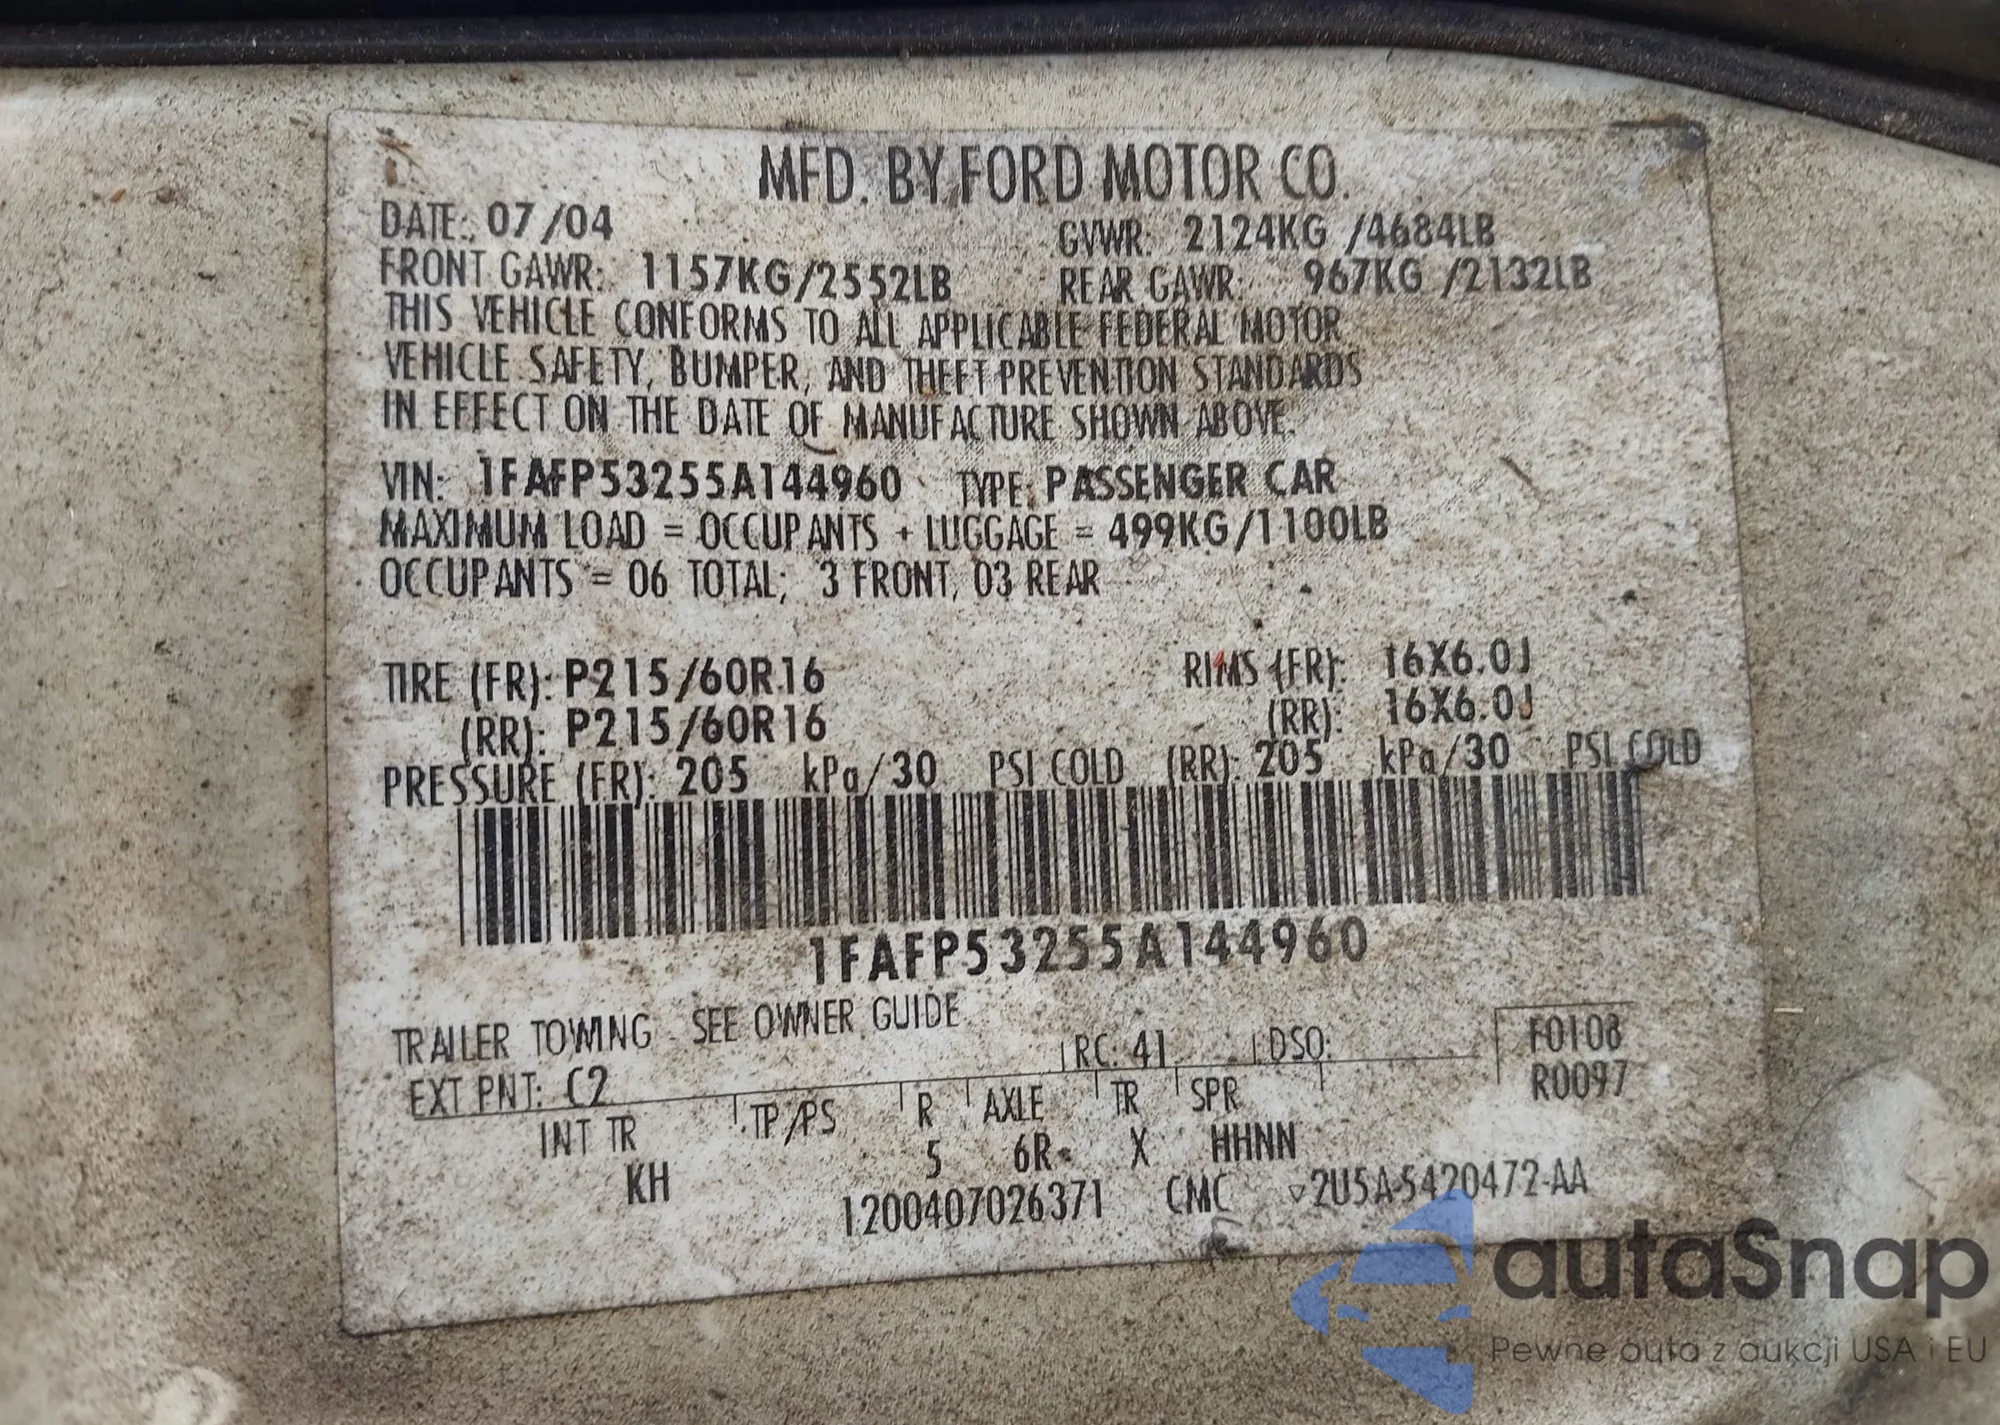 MFD. BY FORD MOTOR CO.
DATE: 07/04 GVWR: 2124KG /4684LB
FRONT GAWR: 1157KG/2552LB REAR GAWR: 967KG /2132LB
THIS VEHICLE CONFORMS TO ALL APPLICABLE FEDERAL MOTOR
VEHICLE SAFETY, BUMPER, AND THEFT PREVENTION STANDARDS
IN EFFECT ON THE DATE OF MANUFACTURE SHOWN ABOVE.
VIN: 1FAFP53255A144960 TYPE: PASSENGER CAR
MAXIMUM LOAD = OCCUPANTS + LUGGAGE = 499KG/1100LB
OCCUPANTS = 06 TOTAL; 3 FRONT, 03 REAR
TIRE (FR): P215/60R16 RIMS (FR): 16X6.0J
(RR): P215/60R16 (RR): 16X6.0J
PRESSURE (FR): 205 kPa/30 PSI COLD (RR): 205 kPa/30 PSI COLD
1FAFP53255A144960
TRAILER TOWING - SEE OWNER GUIDE
EXT PNT: C2 RC: 41 DSO: F0108
R0097
INT TR TP/PS R AXLE TR SPR
KH 5 6R X HHNN
1200407026371 CMC ▿2U5A-5420472-AA
autaSnap
Pewne auta z aukcji USA i EU